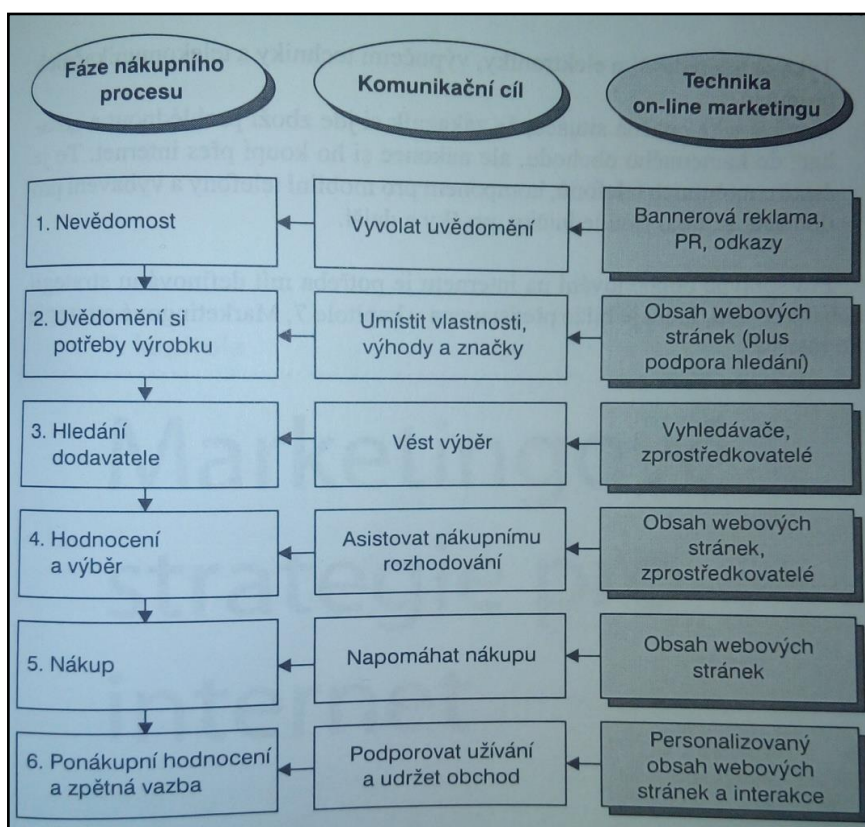 Fáze nákupního
procesu
Komunikační cíl
Technika
on-line marketingu
1. Nevědomost
Vyvolat uvědomění
Bannerová reklama,
PR, odkazy
2. Uvědomění si
potřeby výrobku
Umístit vlastnosti,
výhody a značky
Obsah webových
stránek (plus
podpora hledání)
3. Hledání
dodavatele
Vést výběr
Vyhledávače,
zprostředkovatelé
4. Hodnocení
a výběr
Asistovat nákupnímu
rozhodování
Obsah webových
stránek,
zprostředkovatelé
5. Nákup
Napomáhat nákupu
Obsah webových
stránek
6. Ponákupní hodnocení
a zpětná vazba
Podporovat užívání
a udržet obchod
Personalizovaný
obsah webových
stránek a interakce